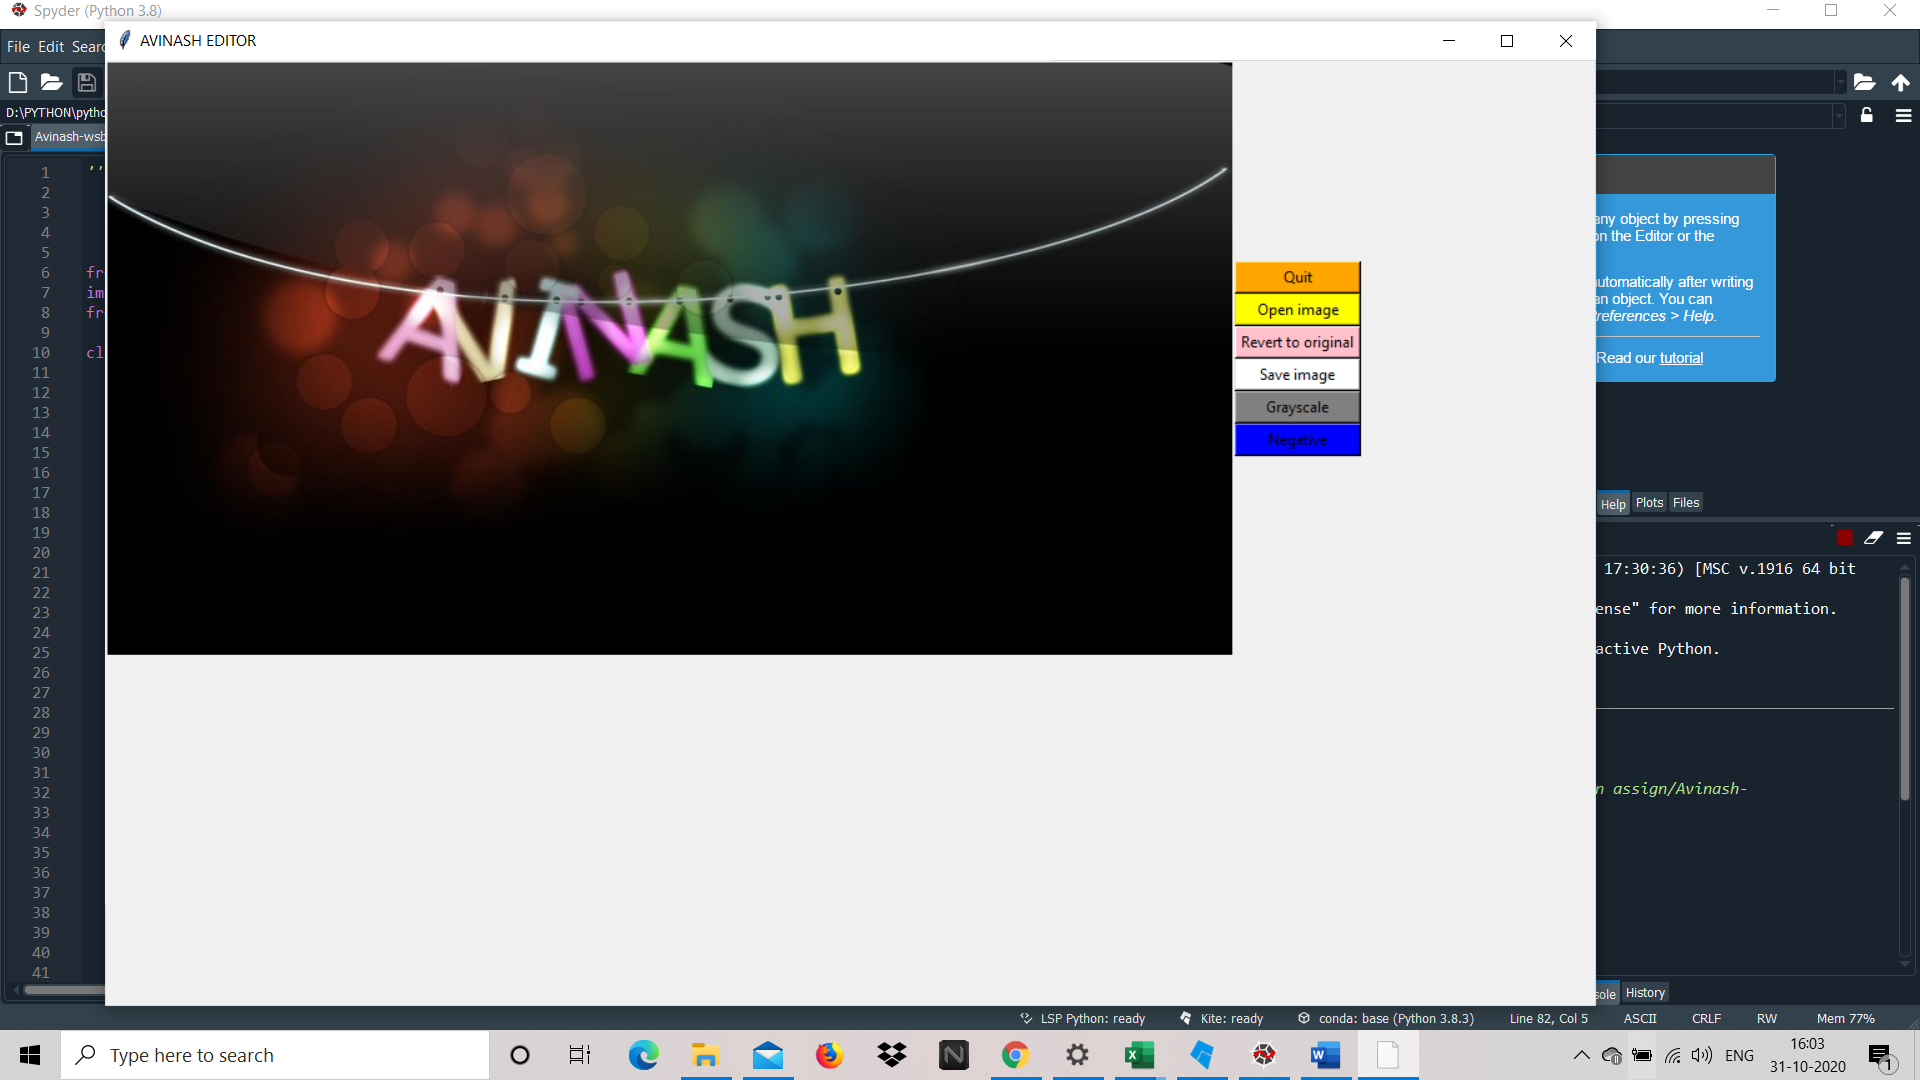 Spyder (Python 3.8)
AVINASH EDITOR
File Edit Searc
D:\PYTHON\pytho
Avinash-wsb
AVINASH
Quit
Open image
Revert to original
Save image
Grayscale
Negative
any object by pressing
on the Editor or the
utomatically after writing
an object. You can
references > Help.
Read our tutorial
Help Plots Files
1 ''
2
3
4
5
6 fr
7 im
8 fr
9
10 cl
11
12
13
14
15
16
17
18
19
20
21
22
23
24
25
26
27
28
29
30
31
32
33
34
35
36
37
38
39
40
41
17:30:36) [MSC v.1916 64 bit
ense" for more information.
active Python.
n assign/Avinash-
sole History
LSP Python: ready Kite: ready conda: base (Python 3.8.3) Line 82, Col 5 ASCII CRLF RW Mem 77%
Type here to search
ENG
16:03
31-10-2020
1